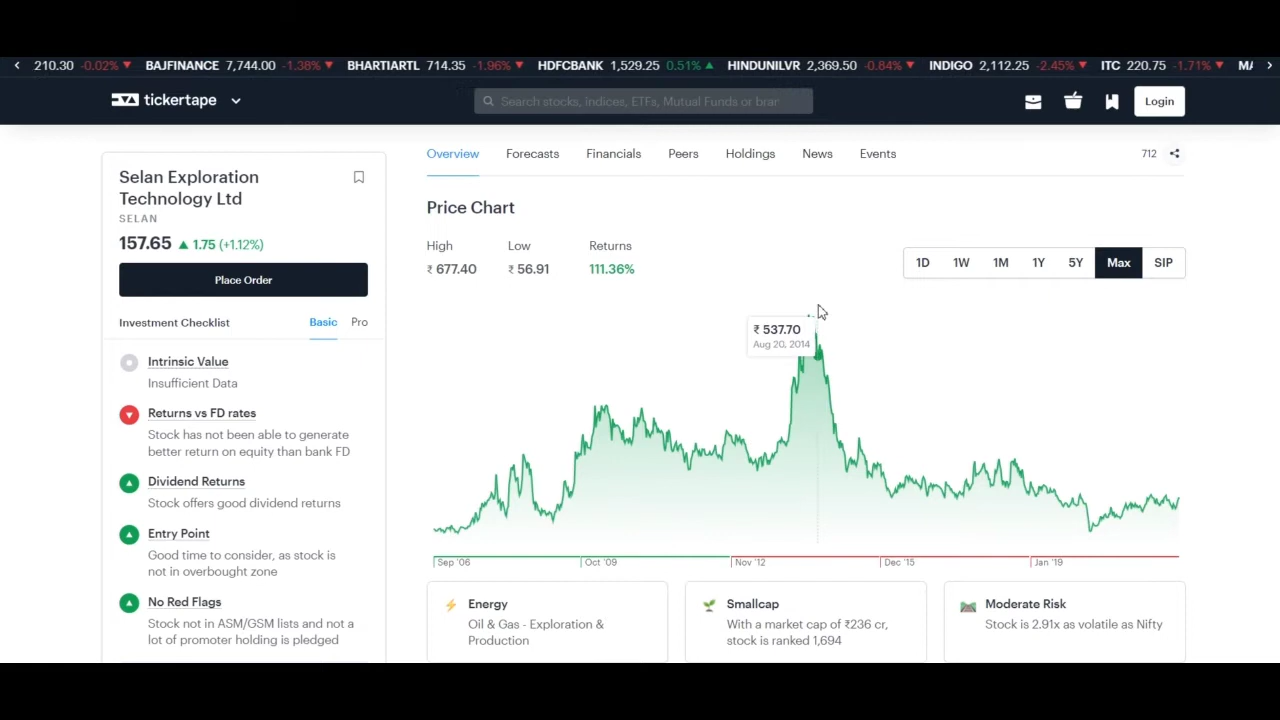 210.30 -0.02% ▼ BAJFINANCE 7,744.00 -1.38% ▼ BHARTIARTL 714.35 -1.96% ▼ HDFCBANK 1,529.25 0.51% ▲ HINDUNILVR 2,369.50 -0.84% ▼ INDIGO 2,112.25 -2.45% ▼ ITC 220.75 -1.71% ▼
tickertape
Search stocks, indices, ETFs, Mutual Funds or bran
Login
Selan Exploration
Technology Ltd
SELAN
157.65 ▲ 1.75 (+1.12%)
Place Order
Investment Checklist Basic Pro
Intrinsic Value
Insufficient Data
Returns vs FD rates
Stock has not been able to generate
better return on equity than bank FD
Dividend Returns
Stock offers good dividend returns
Entry Point
Good time to consider, as stock is
not in overbought zone
No Red Flags
Stock not in ASM/GSM lists and not a
lot of promoter holding is pledged
Overview Forecasts Financials Peers Holdings News Events 712
Price Chart
High Low Returns
₹ 677.40 ₹ 56.91 111.36%
1D 1W 1M 1Y 5Y Max SIP
₹ 537.70
Aug 20, 2014
Sep '06 Oct '09 Nov '12 Dec '15 Jan '19
Energy
Oil & Gas - Exploration &
Production
Smallcap
With a market cap of ₹236 cr,
stock is ranked 1,694
Moderate Risk
Stock is 2.91x as volatile as Nifty